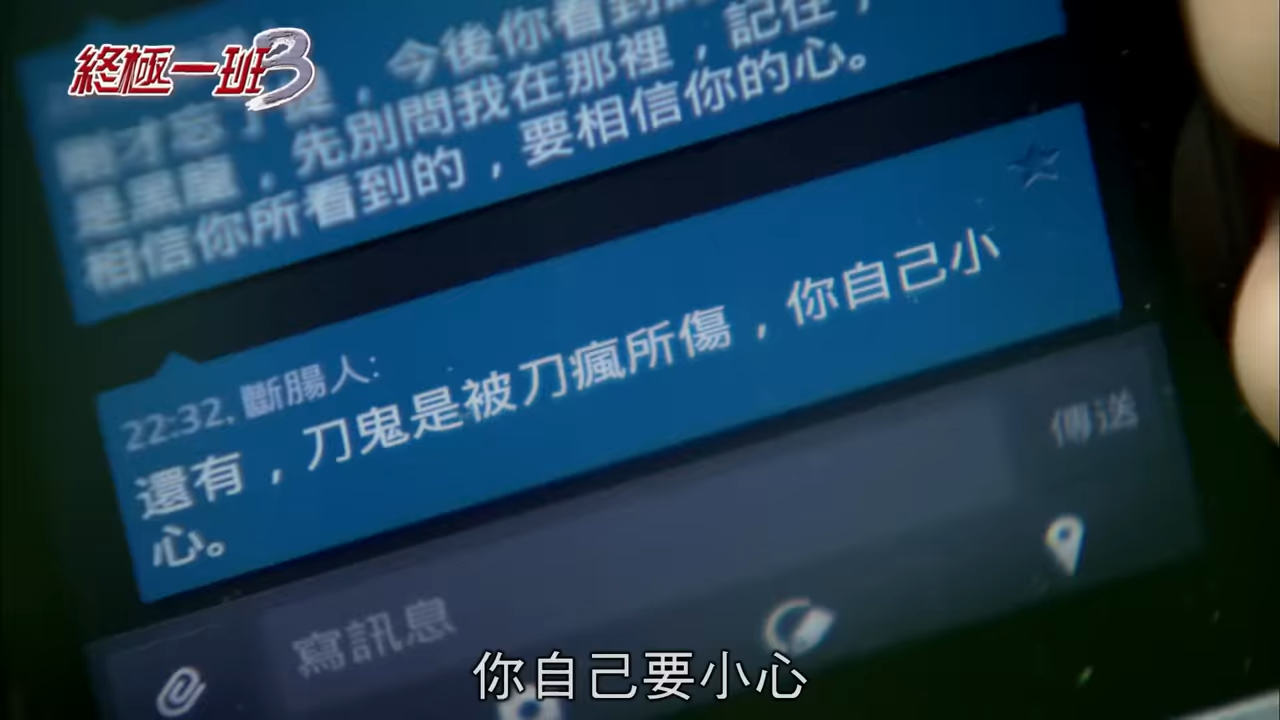 終極一班3
，今後你看到的
剛才忘了提
是黑龍，先別問我在那裡，記住，
相信你所看到的，要相信你的心。
22:32, 斷腸人:
還有，刀鬼是被刀瘋所傷，你自己小
心。
傳送
寫訊息
你自己要小心